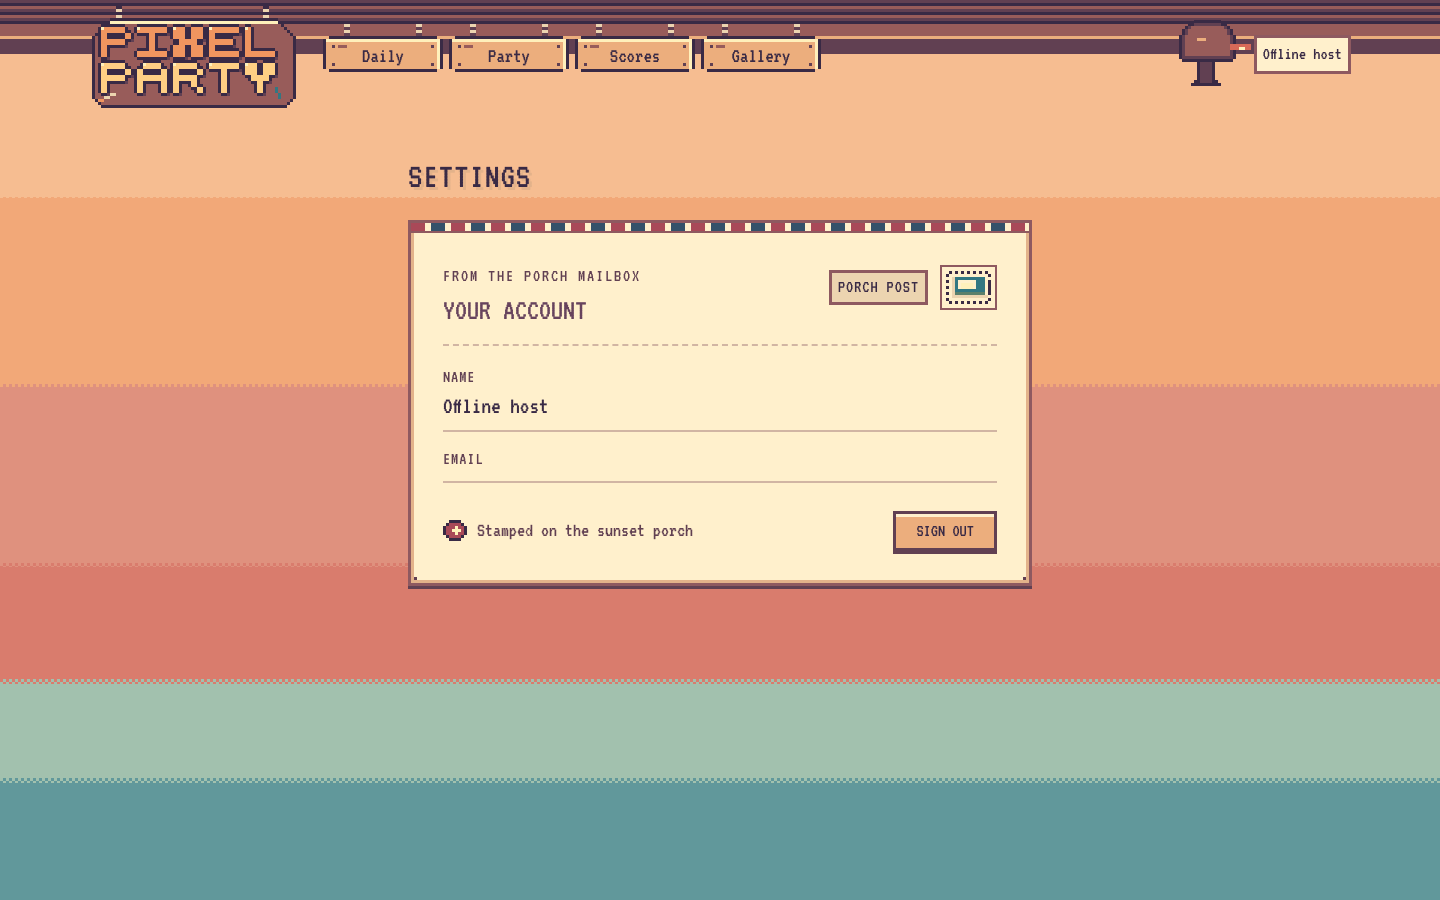 PIXEL
PARTY
Daily
Party
Scores
Gallery
Offline host
SETTINGS
FROM THE PORCH MAILBOX
YOUR ACCOUNT
PORCH POST
NAME
Offline host
EMAIL
Stamped on the sunset porch
SIGN OUT